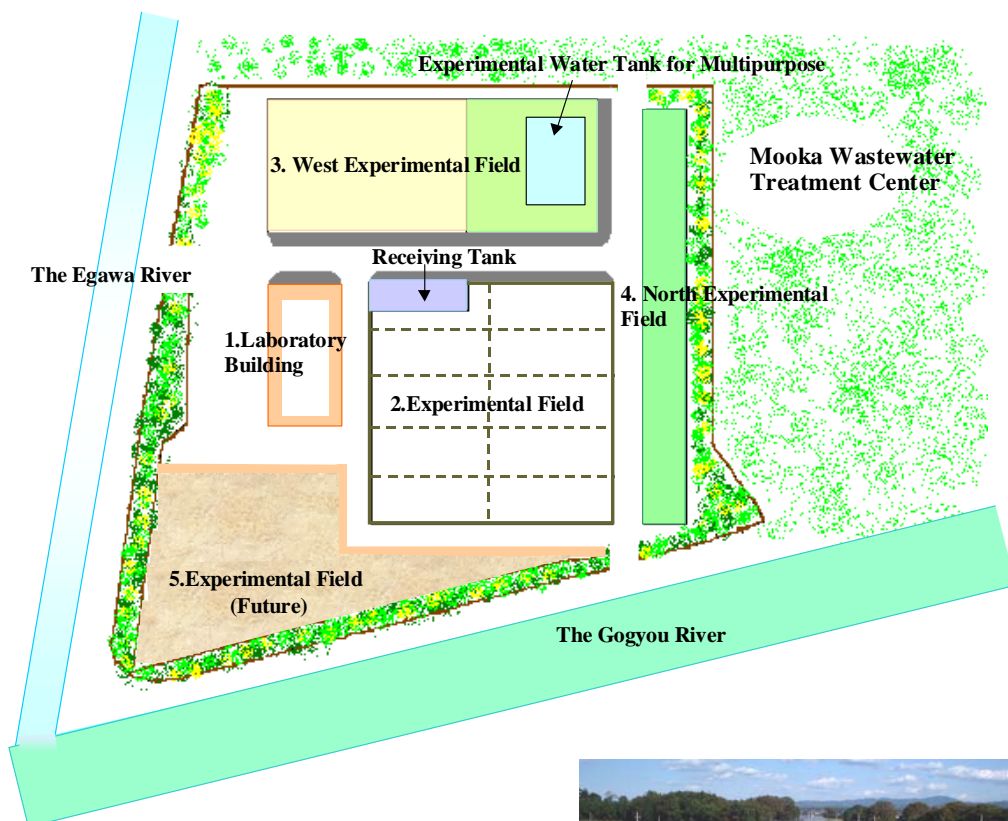 Experimental Water Tank for Multipurpose
3. West Experimental Field
Mooka Wastewater
Treatment Center
The Egawa River
Receiving Tank
4. North Experimental
Field
1.Laboratory
Building
2.Experimental Field
5.Experimental Field
(Future)
The Gogyou River